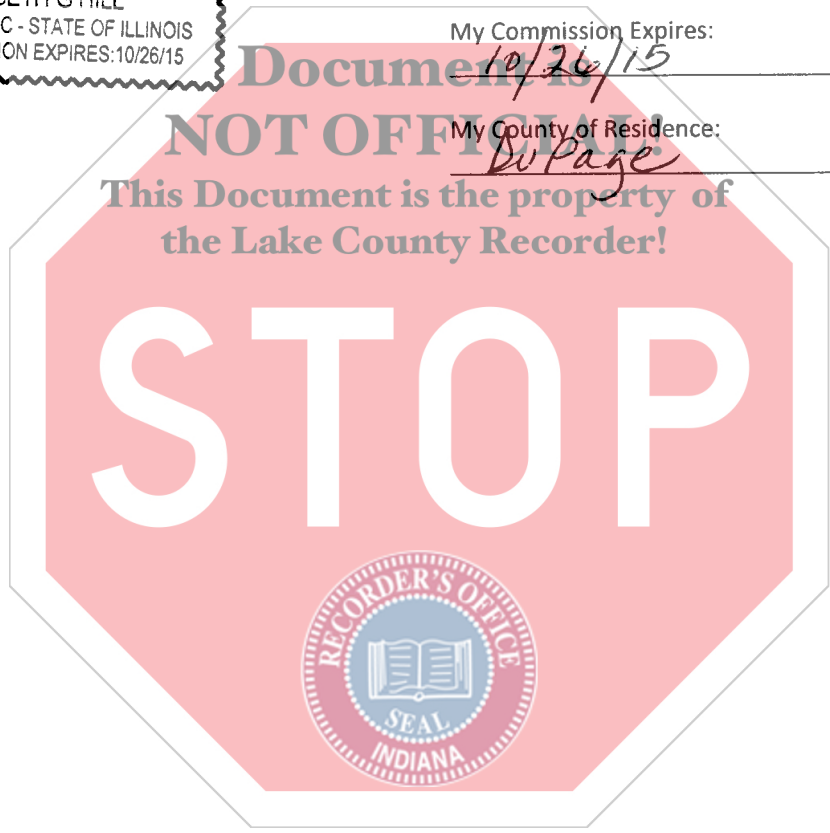 C - STATE OF ILLINOIS
ON EXPIRES:10/26/15
My Commission Expires:
10/26/15
Document is
NOT OFFICIAL!
My County of Residence:
DuPage
This Document is the property of
the Lake County Recorder!
STOP
RECORDER'S OFFICE
SEAL
INDIANA